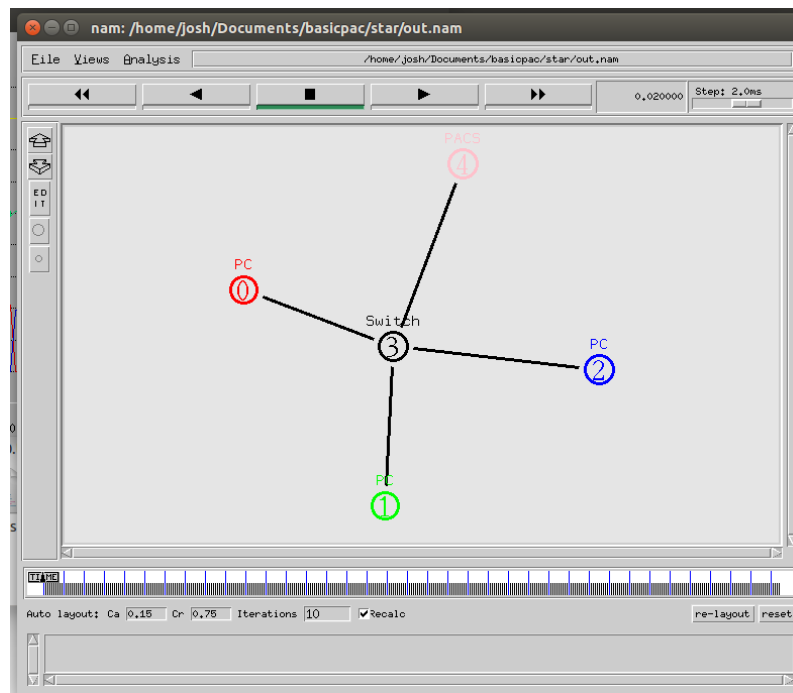 nam: /home/josh/Documents/basicpac/star/out.nam
File Views Analysis /home/josh/Documents/basicpac/star/out.nam
0.020000 Step: 2.0ms
ED
IT
PACS
4
PC
0
Switch
3
PC
2
PC
1
TIME
Auto layout: Ca 0.15 Cr 0.75 Iterations 10 Recalc re-layout reset